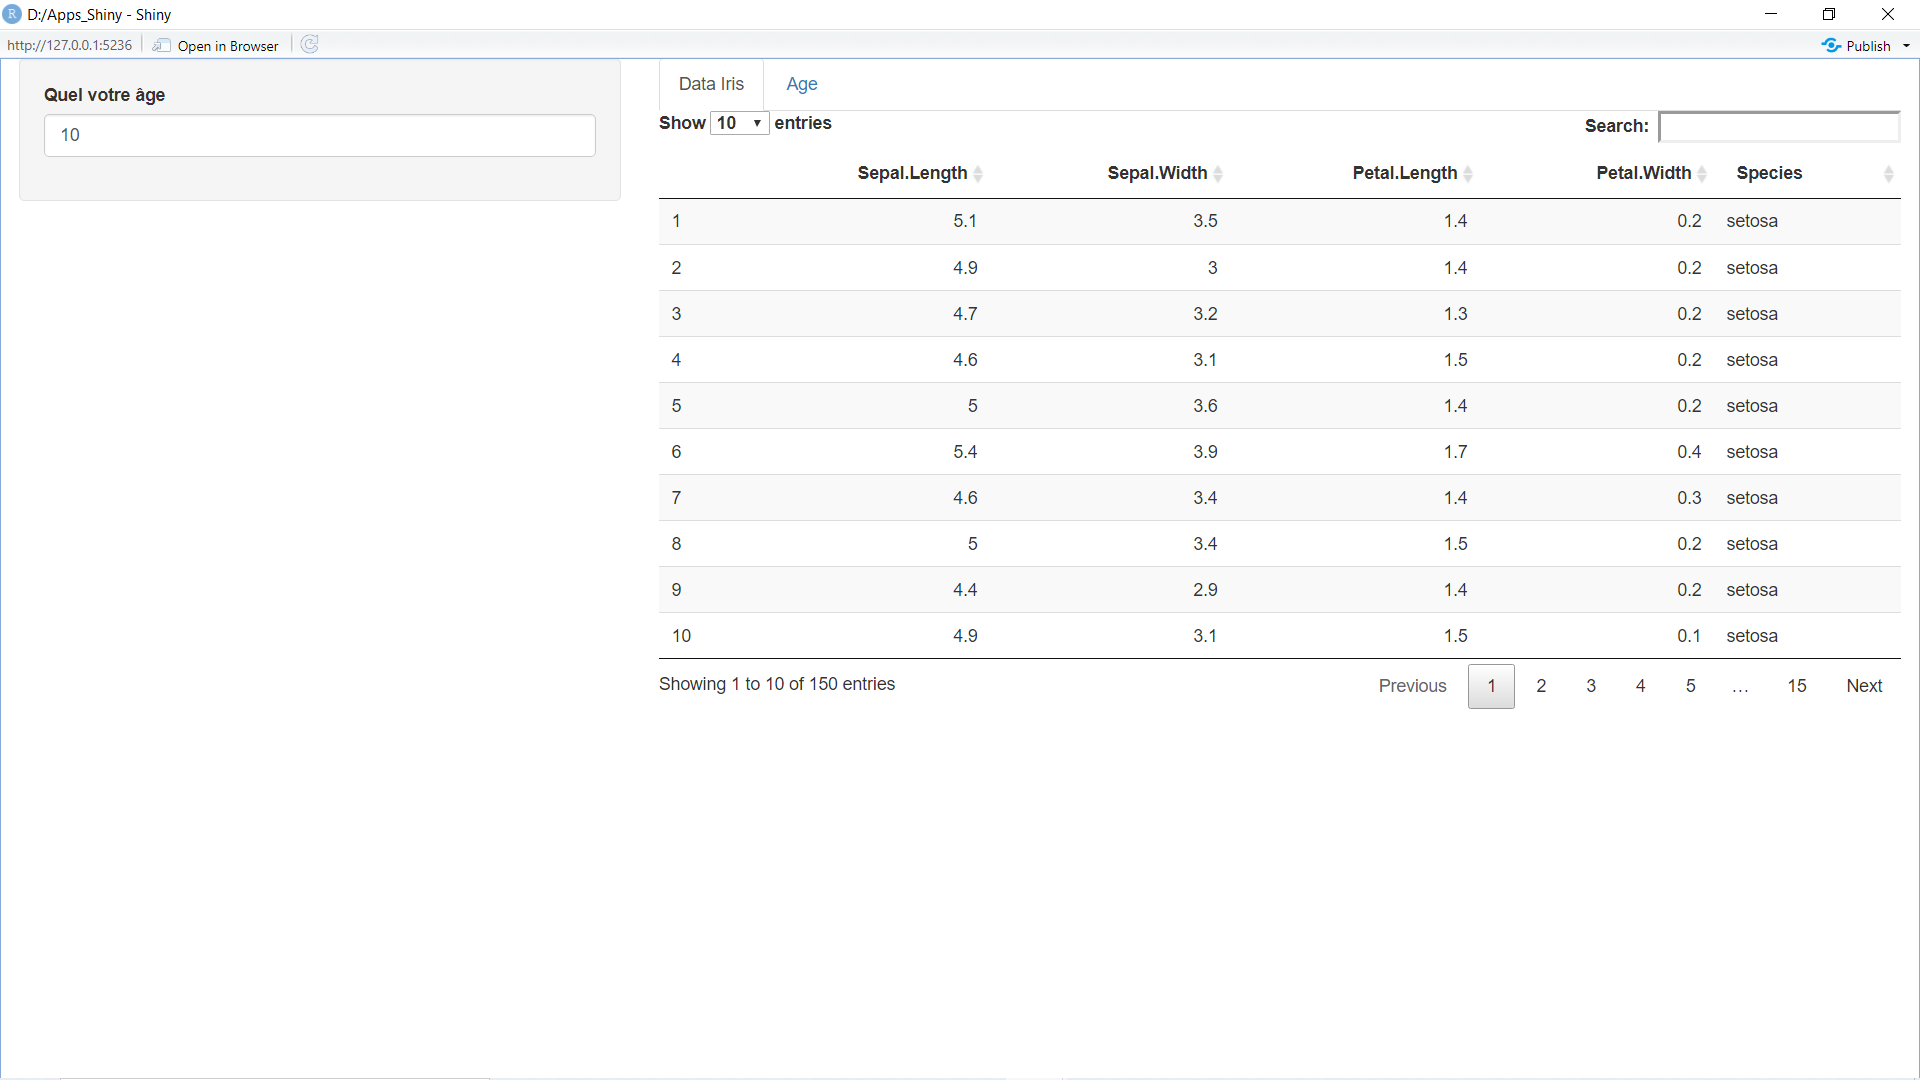 R D:/Apps_Shiny - Shiny
http://127.0.0.1:5236 Open in Browser Publish
Quel votre âge
10
Data Iris Age
Show 10 entries Search:
Sepal.Length Sepal.Width Petal.Length Petal.Width Species
1 5.1 3.5 1.4 0.2 setosa
2 4.9 3 1.4 0.2 setosa
3 4.7 3.2 1.3 0.2 setosa
4 4.6 3.1 1.5 0.2 setosa
5 5 3.6 1.4 0.2 setosa
6 5.4 3.9 1.7 0.4 setosa
7 4.6 3.4 1.4 0.3 setosa
8 5 3.4 1.5 0.2 setosa
9 4.4 2.9 1.4 0.2 setosa
10 4.9 3.1 1.5 0.1 setosa
Showing 1 to 10 of 150 entries Previous 1 2 3 4 5 … 15 Next